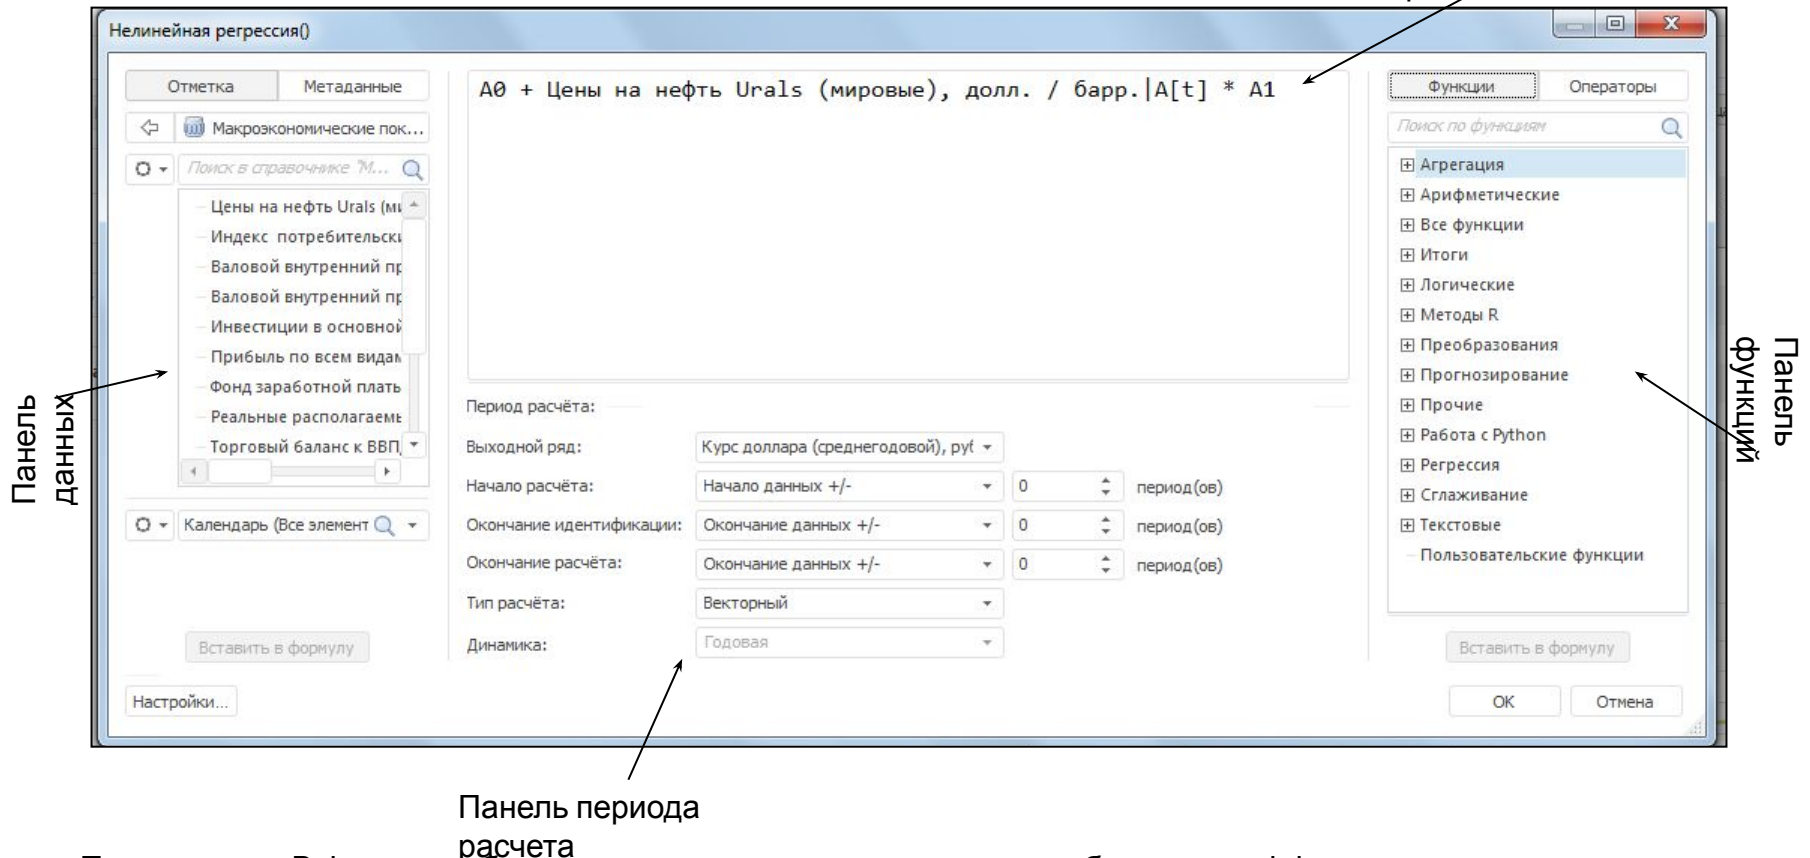 Нелинейная регрессия()
Отметка Метаданные
Макроэкономические пок...
Поиск в справочнике "М...
Цены на нефть Urals (ми
Индекс потребительски
Валовой внутренний пр
Валовой внутренний пр
Инвестиции в основной
Прибыль по всем видам
Фонд заработной плать
Реальные располагаемь
Торговый баланс к ВВП,
Календарь (Все элемент
Вставить в формулу
Настройки...
A0 + Цены на нефть Urals (мировые), долл. / барр.|A[t] * A1
Период расчёта:
Выходной ряд: Курс доллара (среднегодовой), руб
Начало расчёта: Начало данных +/- 0 период(ов)
Окончание идентификации: Окончание данных +/- 0 период(ов)
Окончание расчёта: Окончание данных +/- 0 период(ов)
Тип расчёта: Векторный
Динамика: Годовая
Функции Операторы
Поиск по функциям
Агрегация
Арифметические
Все функции
Итоги
Логические
Методы R
Преобразования
Прогнозирование
Прочие
Работа с Python
Регрессия
Сглаживание
Текстовые
Пользовательские функции
Вставить в формулу
ОК Отмена
Панель
данных
Панель
функций
Панель периода
расчета